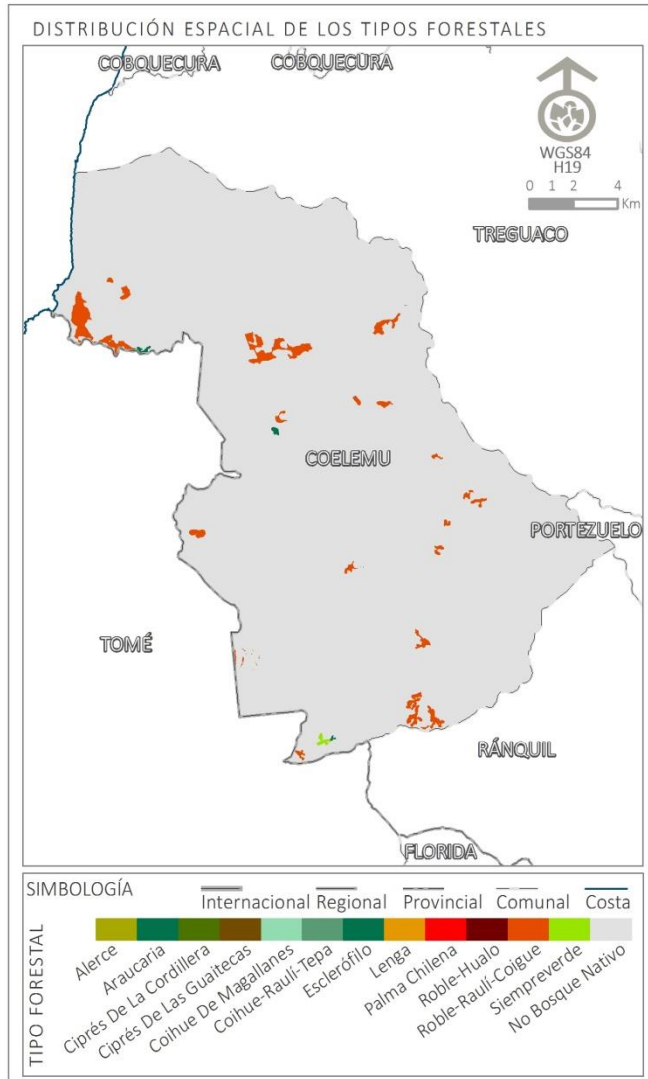 DISTRIBUCIÓN ESPACIAL DE LOS TIPOS FORESTALES
COBQUECURA COBQUECURA
WGS84
H19
0 1 2 4
Km
TREGUACO
COELEMU
PORTEZUELO
TOMÉ
RÁNQUIL
FLORIDA
SIMBOLOGÍA
Internacional Regional Provincial Comunal Costa
TIPO FORESTAL
Alerce
Araucaria
Ciprés De La Cordillera
Ciprés De Las Guaitecas
Coihue De Magallanes
Coihue-Raulí-Tepa
Esclerófilo
Lenga
Palma Chilena
Roble-Hualo
Roble-Raulí-Coigue
Siempreverde
No Bosque Nativo